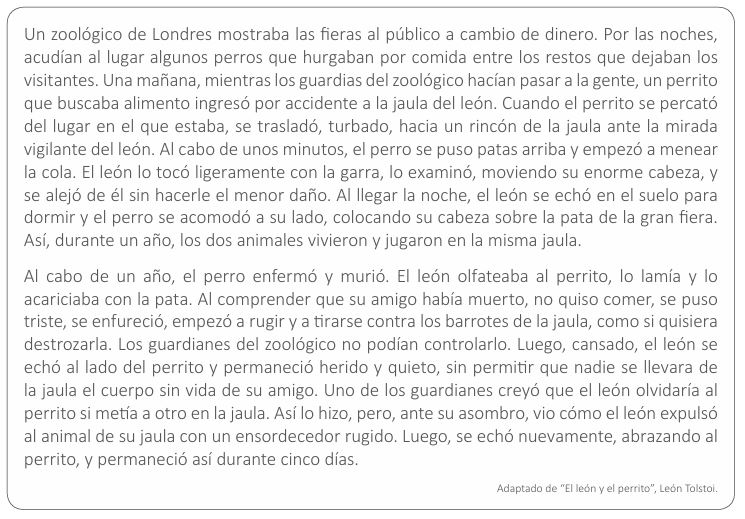 Un zoológico de Londres mostraba las fieras al público a cambio de dinero. Por las noches,
acudían al lugar algunos perros que hurgaban por comida entre los restos que dejaban los
visitantes. Una mañana, mientras los guardias del zoológico hacían pasar a la gente, un perrito
que buscaba alimento ingresó por accidente a la jaula del león. Cuando el perrito se percató
del lugar en el que estaba, se trasladó, turbado, hacia un rincón de la jaula ante la mirada
vigilante del león. Al cabo de unos minutos, el perro se puso patas arriba y empezó a menear
la cola. El león lo tocó ligeramente con la garra, lo examinó, moviendo su enorme cabeza, y
se alejó de él sin hacerle el menor daño. Al llegar la noche, el león se echó en el suelo para
dormir y el perro se acomodó a su lado, colocando su cabeza sobre la pata de la gran fiera.
Así, durante un año, los dos animales vivieron y jugaron en la misma jaula.
Al cabo de un año, el perro enfermó y murió. El león olfateaba al perrito, lo lamía y lo
acariciaba con la pata. Al comprender que su amigo había muerto, no quiso comer, se puso
triste, se enfureció, empezó a rugir y a tirarse contra los barrotes de la jaula, como si quisiera
destrozarla. Los guardianes del zoológico no podían controlarlo. Luego, cansado, el león se
echó al lado del perrito y permaneció herido y quieto, sin permitir que nadie se llevara de
la jaula el cuerpo sin vida de su amigo. Uno de los guardianes creyó que el león olvidaría al
perrito si metía a otro en la jaula. Así lo hizo, pero, ante su asombro, vio cómo el león expulsó
al animal de su jaula con un ensordecedor rugido. Luego, se echó nuevamente, abrazando al
perrito, y permaneció así durante cinco días.
Adaptado de “El león y el perrito”, León Tolstoi.